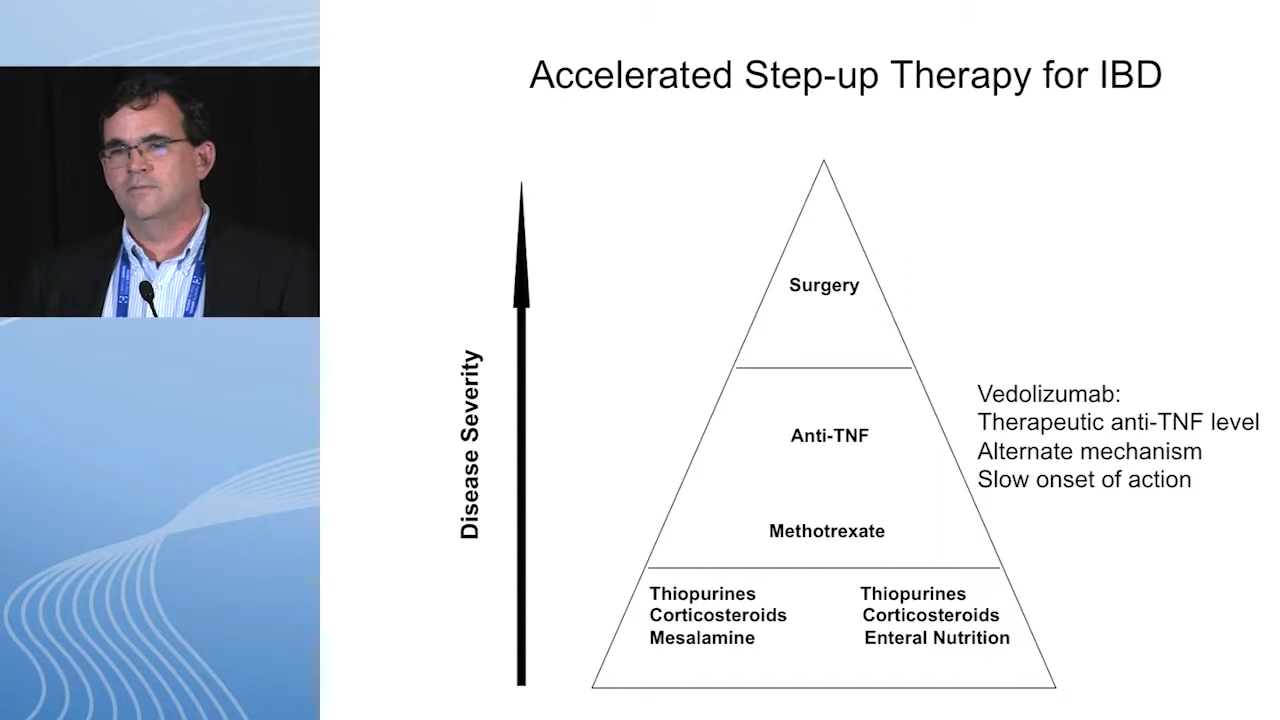 Accelerated Step-up Therapy for IBD
Disease Severity
Surgery
Anti-TNF
Methotrexate
Vedolizumab:
Therapeutic anti-TNF level
Alternate mechanism
Slow onset of action
Thiopurines
Corticosteroids
Mesalamine
Thiopurines
Corticosteroids
Enteral Nutrition